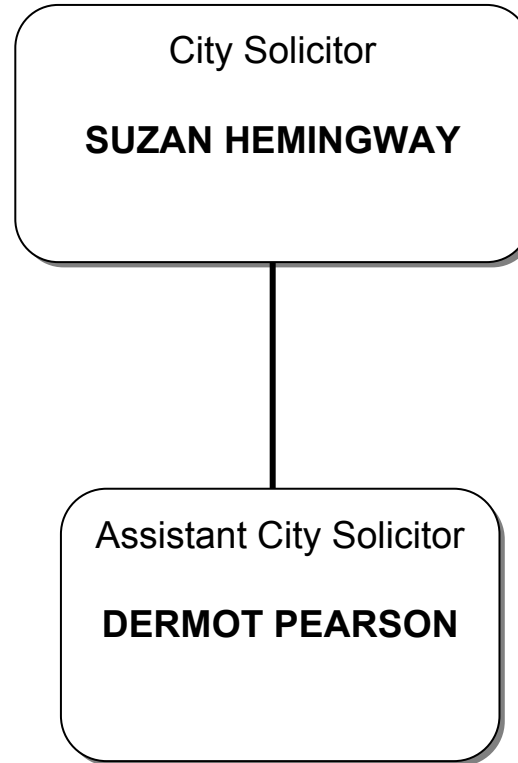 City Solicitor
SUZAN HEMINGWAY
Assistant City Solicitor
DERMOT PEARSON